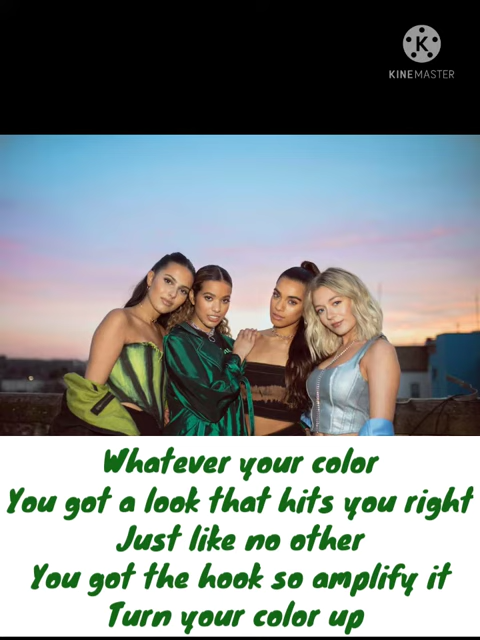 K
KINEMASTER
Whatever your color
You got a look that hits you right
Just like no other
You got the hook so amplify it
Turn your color up